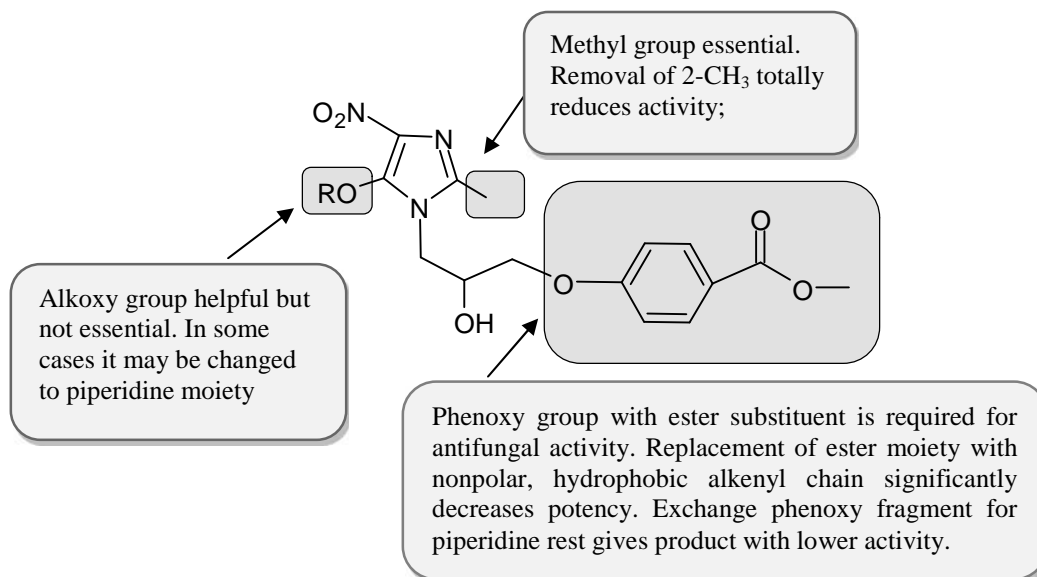 Methyl group essential.
Removal of 2-CH₃ totally
reduces activity;
O₂N
N
RO
N
O
O
O
OH
Alkoxy group helpful but
not essential. In some
cases it may be changed
to piperidine moiety
Phenoxy group with ester substituent is required for
antifungal activity. Replacement of ester moiety with
nonpolar, hydrophobic alkenyl chain significantly
decreases potency. Exchange phenoxy fragment for
piperidine rest gives product with lower activity.